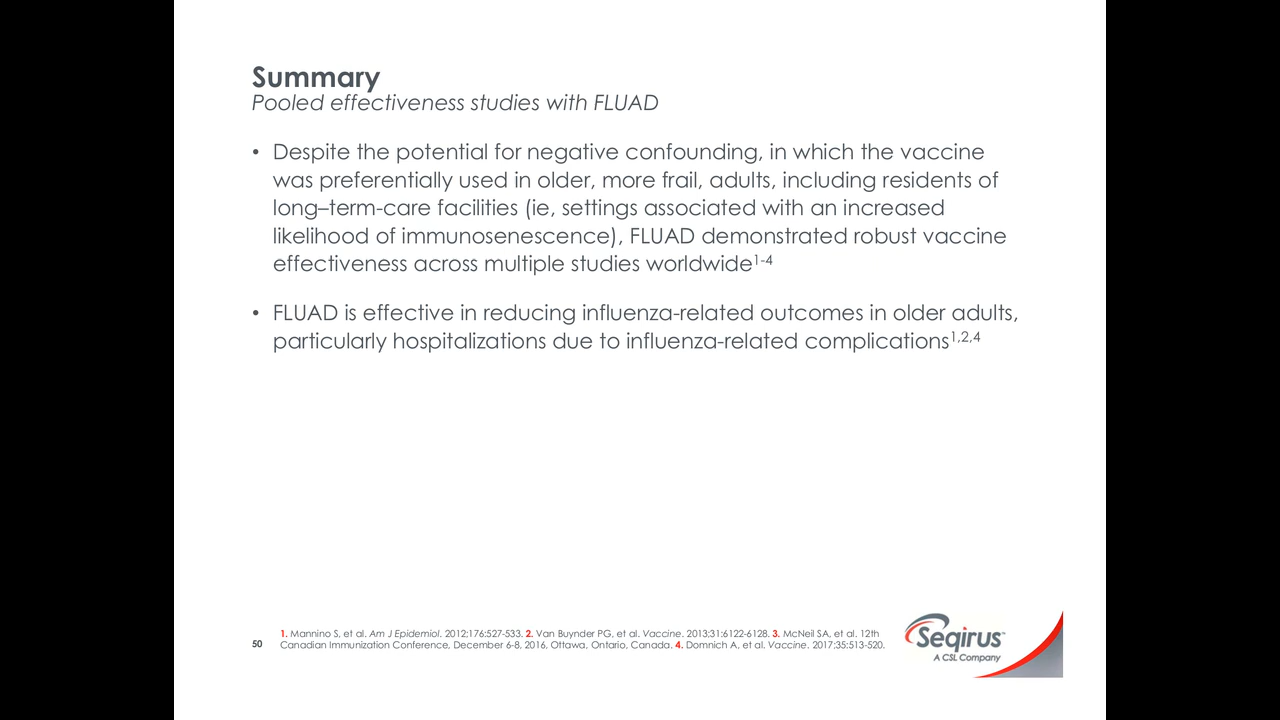 Summary
Pooled effectiveness studies with FLUAD
• Despite the potential for negative confounding, in which the vaccine
was preferentially used in older, more frail, adults, including residents of
long–term-care facilities (ie, settings associated with an increased
likelihood of immunosenescence), FLUAD demonstrated robust vaccine
effectiveness across multiple studies worldwide1-4
• FLUAD is effective in reducing influenza-related outcomes in older adults,
particularly hospitalizations due to influenza-related complications1,2,4
50
1. Mannino S, et al. Am J Epidemiol. 2012;176:527-533. 2. Van Buynder PG, et al. Vaccine. 2013;31:6122-6128. 3. McNeil SA, et al. 12th
Canadian Immunization Conference, December 6-8, 2016, Ottawa, Ontario, Canada. 4. Domnich A, et al. Vaccine. 2017;35:513-520.
Seqirus™
A CSL Company